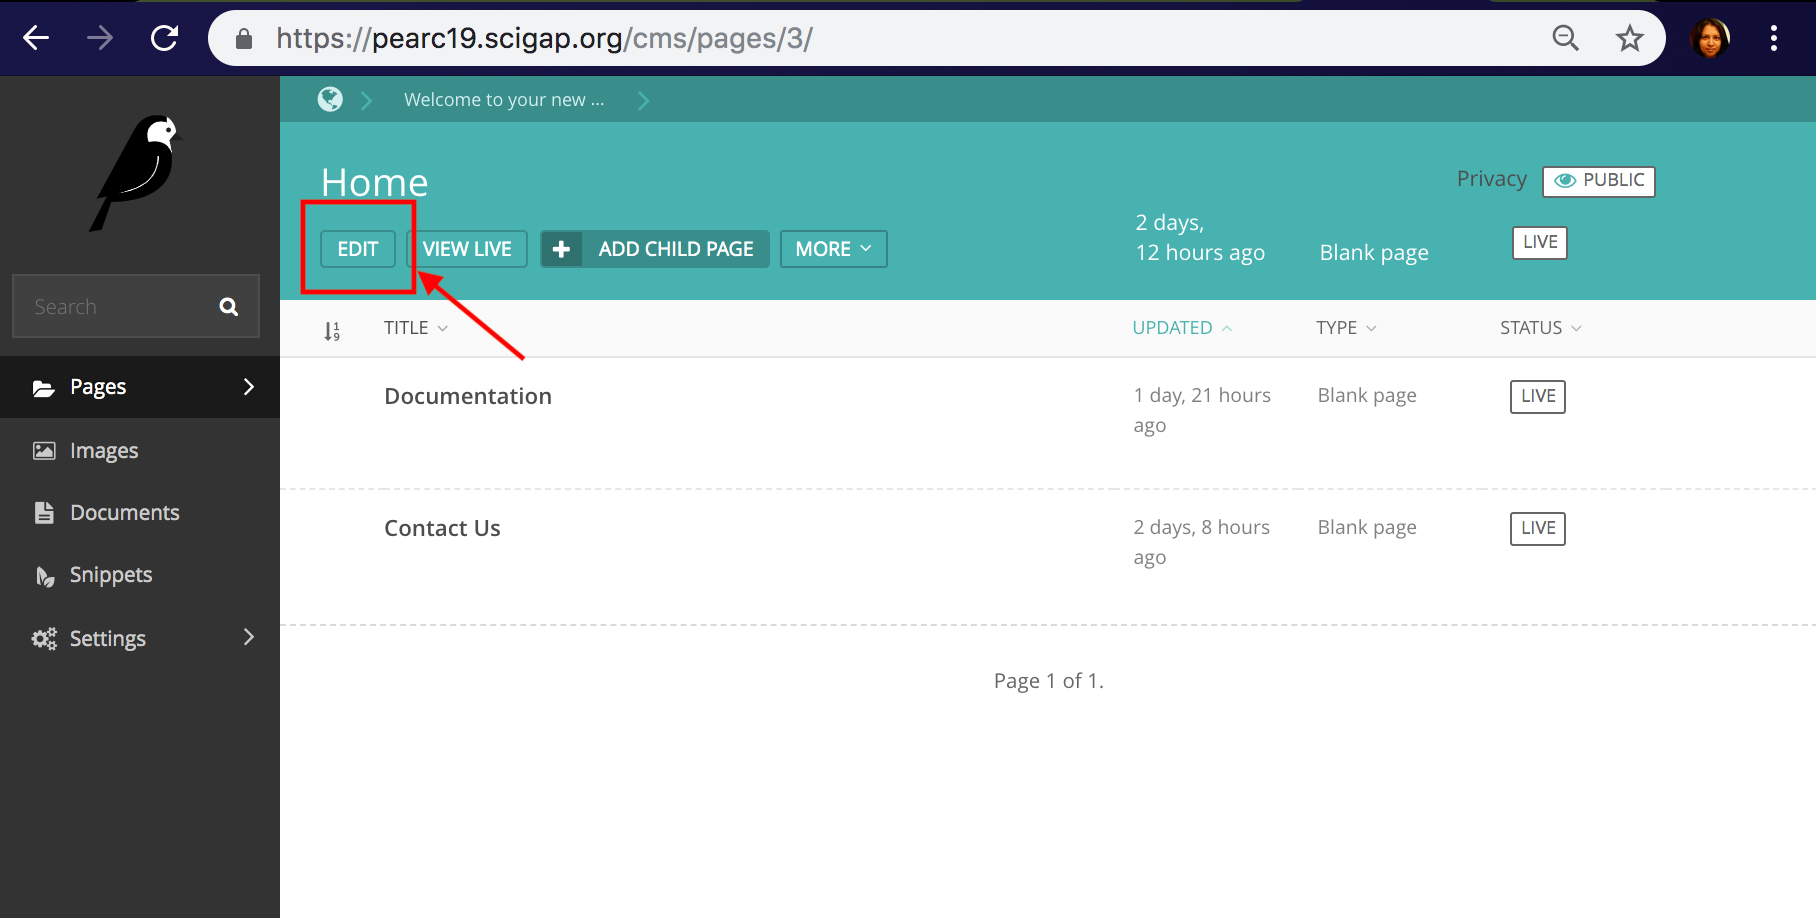 https://pearc19.scigap.org/cms/pages/3/
Welcome to your new ...
Home
Privacy
PUBLIC
EDIT
VIEW LIVE
ADD CHILD PAGE
MORE
2 days,
12 hours ago
Blank page
LIVE
Search
Pages
Images
Documents
Snippets
Settings
1
9
TITLE
UPDATED
TYPE
STATUS
Documentation
1 day, 21 hours
ago
Blank page
LIVE
Contact Us
2 days, 8 hours
ago
Blank page
LIVE
Page 1 of 1.